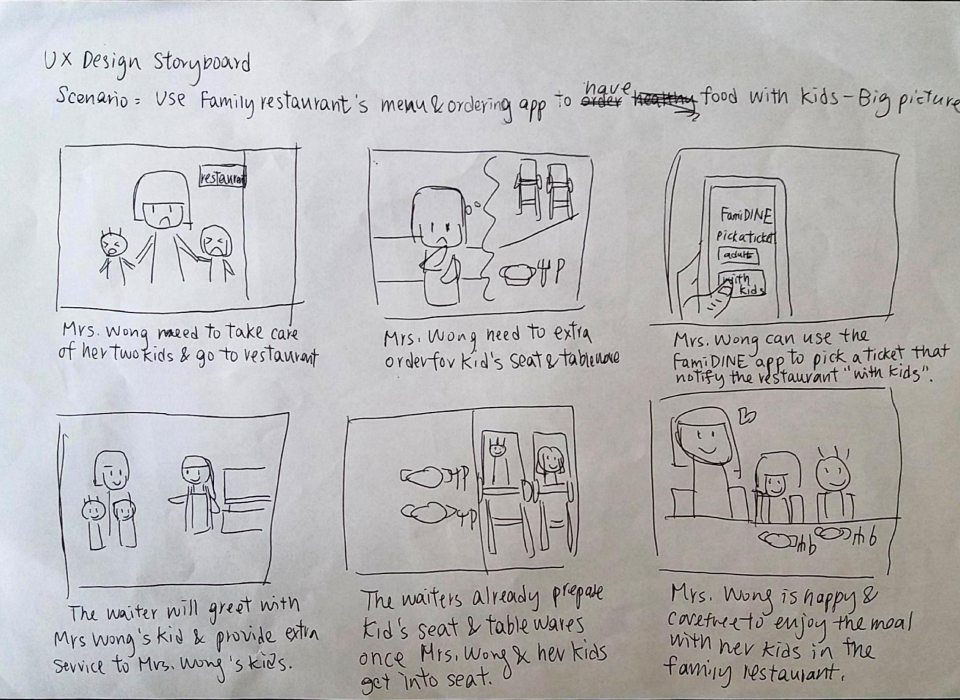 UX Design Storyboard
Scenario = Use Family restaurant's menu & ordering app to order have healthy food with kids - Big picture
restaurant
FamiDINE
pick a ticket
adult
with
kids
Mrs. Wong need to take care
of her two kids & go to restaurant
Mrs. Wong need to extra
order for kid's seat & tableware
Mrs. Wong can use the
FamiDINE app to pick a ticket that
notify the restaurant "with kids".
The waiter will greet with
Mrs Wong's kid & provide extra
service to Mrs. Wong's kids.
The waiters already prepare
kid's seat & table wares
once Mrs. Wong & her kids
get into seat.
Mrs. Wong is happy &
carefree to enjoy the meal
with her kids in the
family restaurant.